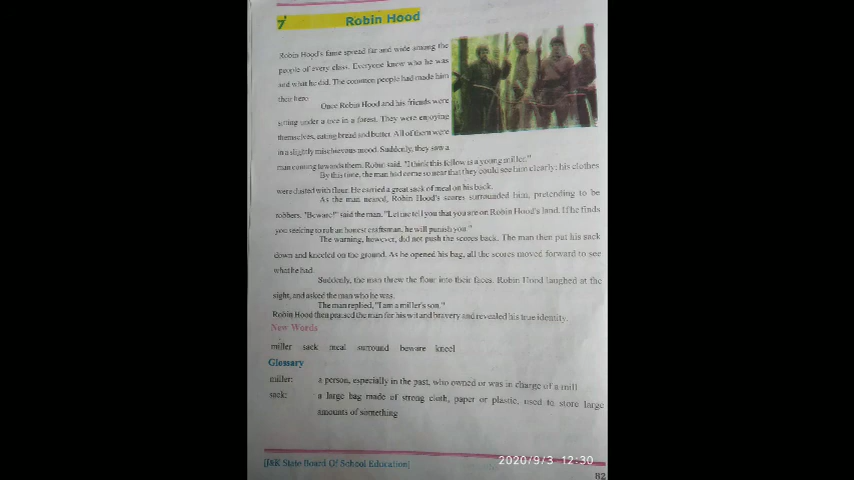 7 Robin Hood
Robin Hood's fame spread far and wide among the
people of every class. Everyone knew who he was
and what he did. The common people had made him
their hero.
Once Robin Hood and his friends were
sitting under a tree in a forest. They were enjoying
themselves, eating bread and butter. All of them were
in a slightly mischievous mood. Suddenly, they saw a
man coming towards them. Robin said, "I think this fellow is a young miller."
By this time, the man had come so near that they could see him clearly; his clothes
were dusted with flour. He carried a great sack of meal on his back.
As the man neared, Robin Hood's scores surrounded him, pretending to be
robbers. "Beware!" said the man. "Let me tell you that you are on Robin Hood's land. If he finds
you seeking to rob an honest craftsman, he will punish you."
The warning, however, did not push the scores back. The man then put his sack
down and kneeled on the ground. As he opened his bag, all the scores moved forward to see
what he had.
Suddenly, the man threw the flour into their faces. Robin Hood laughed at the
sight, and asked the man who he was.
The man replied, "I am a miller's son."
Robin Hood then praised the man for his wit and bravery and revealed his true identity.
New Words
miller sack meal surround beware kneel
Glossary
miller: a person, especially in the past, who owned or was in charge of a mill
sack: a large bag made of strong cloth, paper or plastic, used to store large
amounts of something
[J&K State Board Of School Education]
2020/9/3 12:30
82